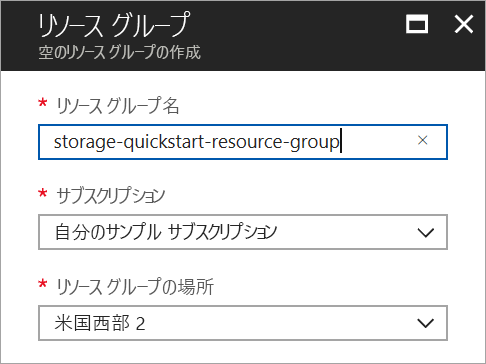 リソース グループ
空のリソース グループの作成
* リソース グループ名
storage-quickstart-resource-group
* サブスクリプション
自分のサンプル サブスクリプション
* リソース グループの場所
米国西部 2